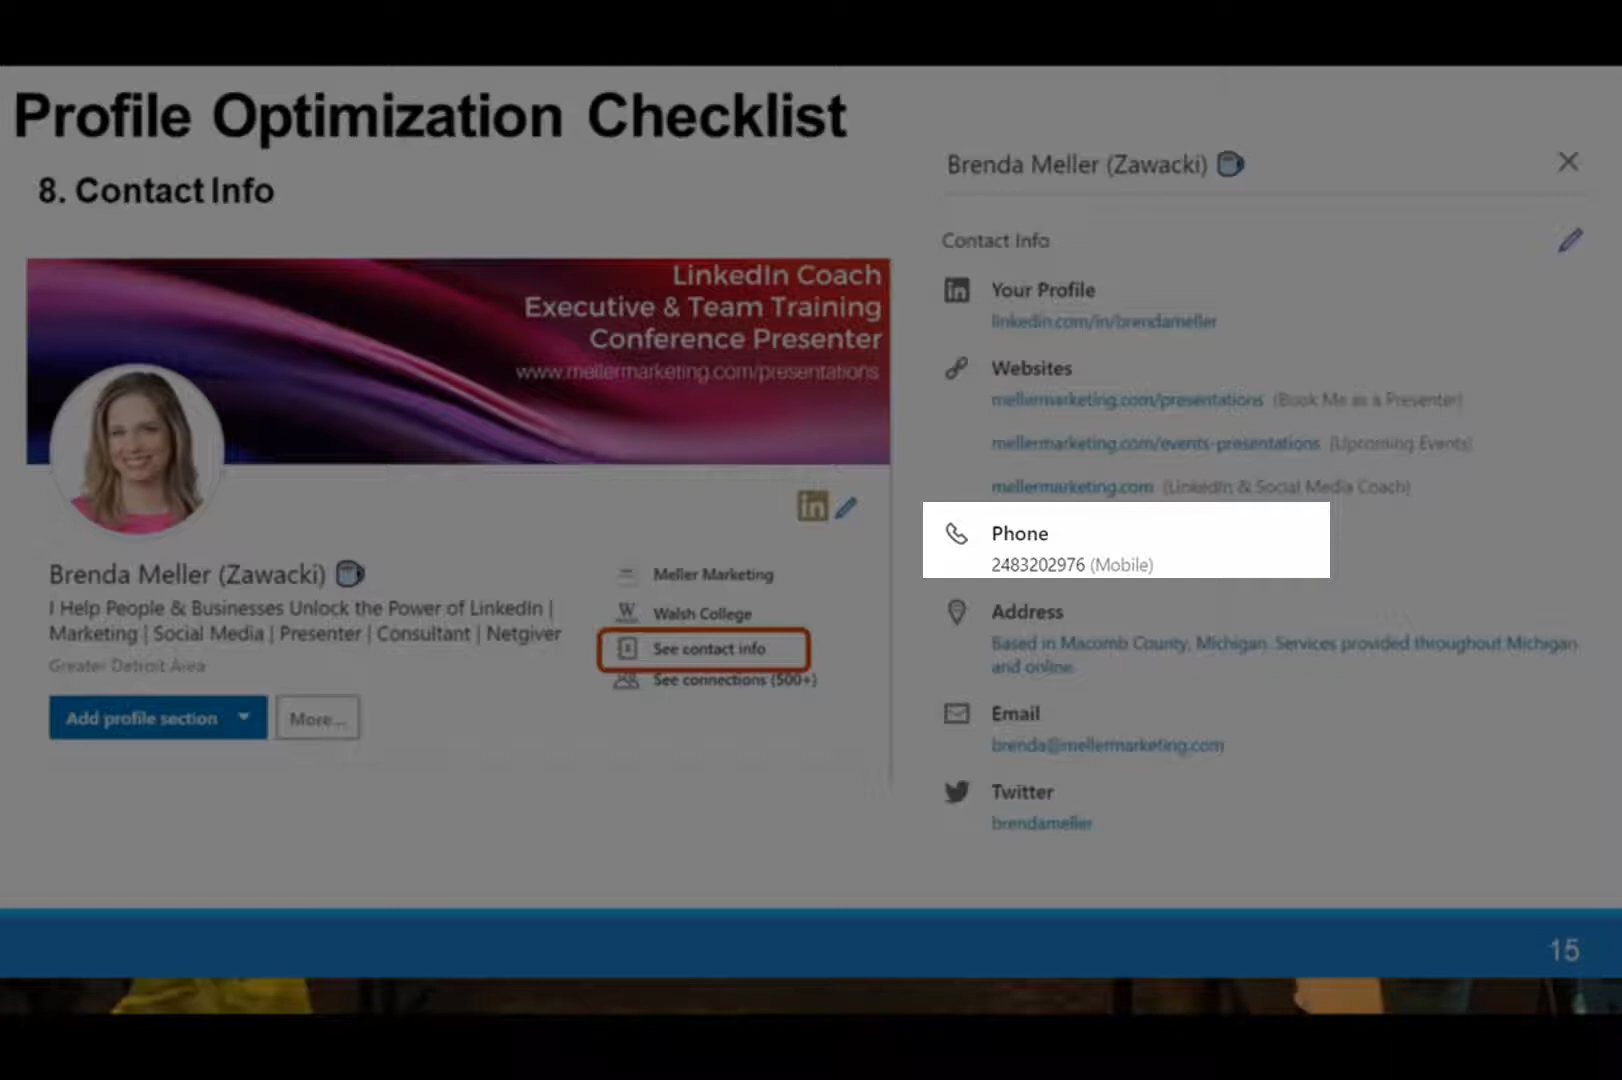 Profile Optimization Checklist
8. Contact Info
LinkedIn Coach
Executive & Team Training
Conference Presenter
www.mellermarketing.com/presentations
in
Brenda Meller (Zawacki)
I Help People & Businesses Unlock the Power of LinkedIn |
Marketing | Social Media | Presenter | Consultant | Netgiver
Greater Detroit Area
Add profile section
More...
Meller Marketing
W Walsh College
See contact info
See connections (500+)
Brenda Meller (Zawacki)
Contact Info
in Your Profile
linkedin.com/in/brendameller
Websites
mellermarketing.com/presentations (Book Me as a Presenter)
mellermarketing.com/events-presentations (Upcoming Events)
mellermarketing.com (LinkedIn & Social Media Coach)
Phone
2483202976 (Mobile)
Address
Based in Macomb County, Michigan. Services provided throughout Michigan
and online.
Email
brenda@mellermarketing.com
Twitter
brendameller
15